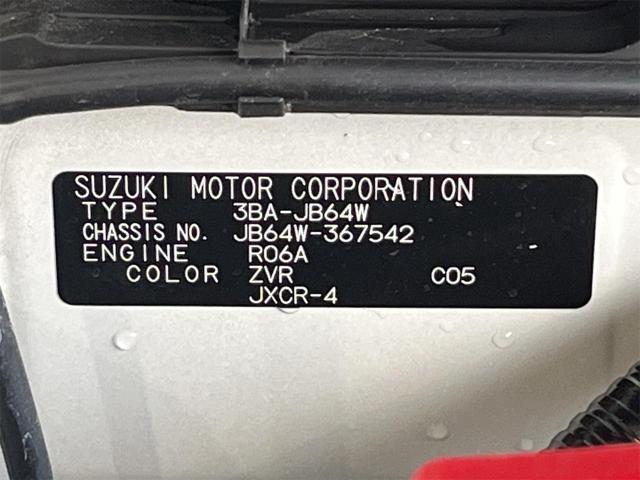 SUZUKI MOTOR CORPORATION
TYPE 3BA-JB64W
CHASSIS NO. JB64W-367542
ENGINE R06A
COLOR ZVR C05
JXCR-4